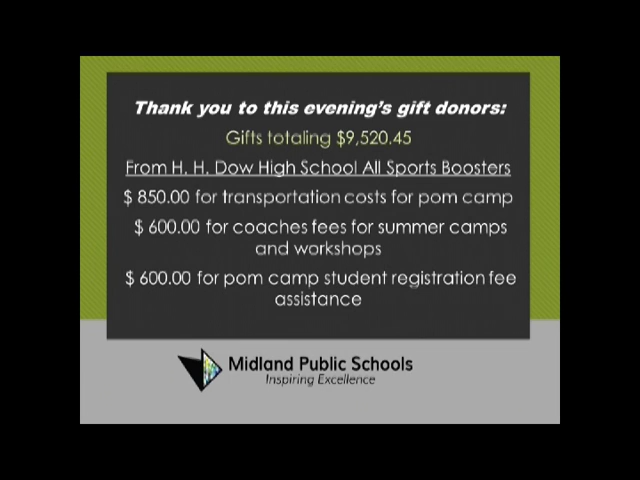 Thank you to this evening's gift donors:
Gifts totaling $9,520.45
From H. H. Dow High School All Sports Boosters
$ 850.00 for transportation costs for pom camp
$ 600.00 for coaches fees for summer camps
and workshops
$ 600.00 for pom camp student registration fee
assistance
Midland Public Schools
Inspiring Excellence